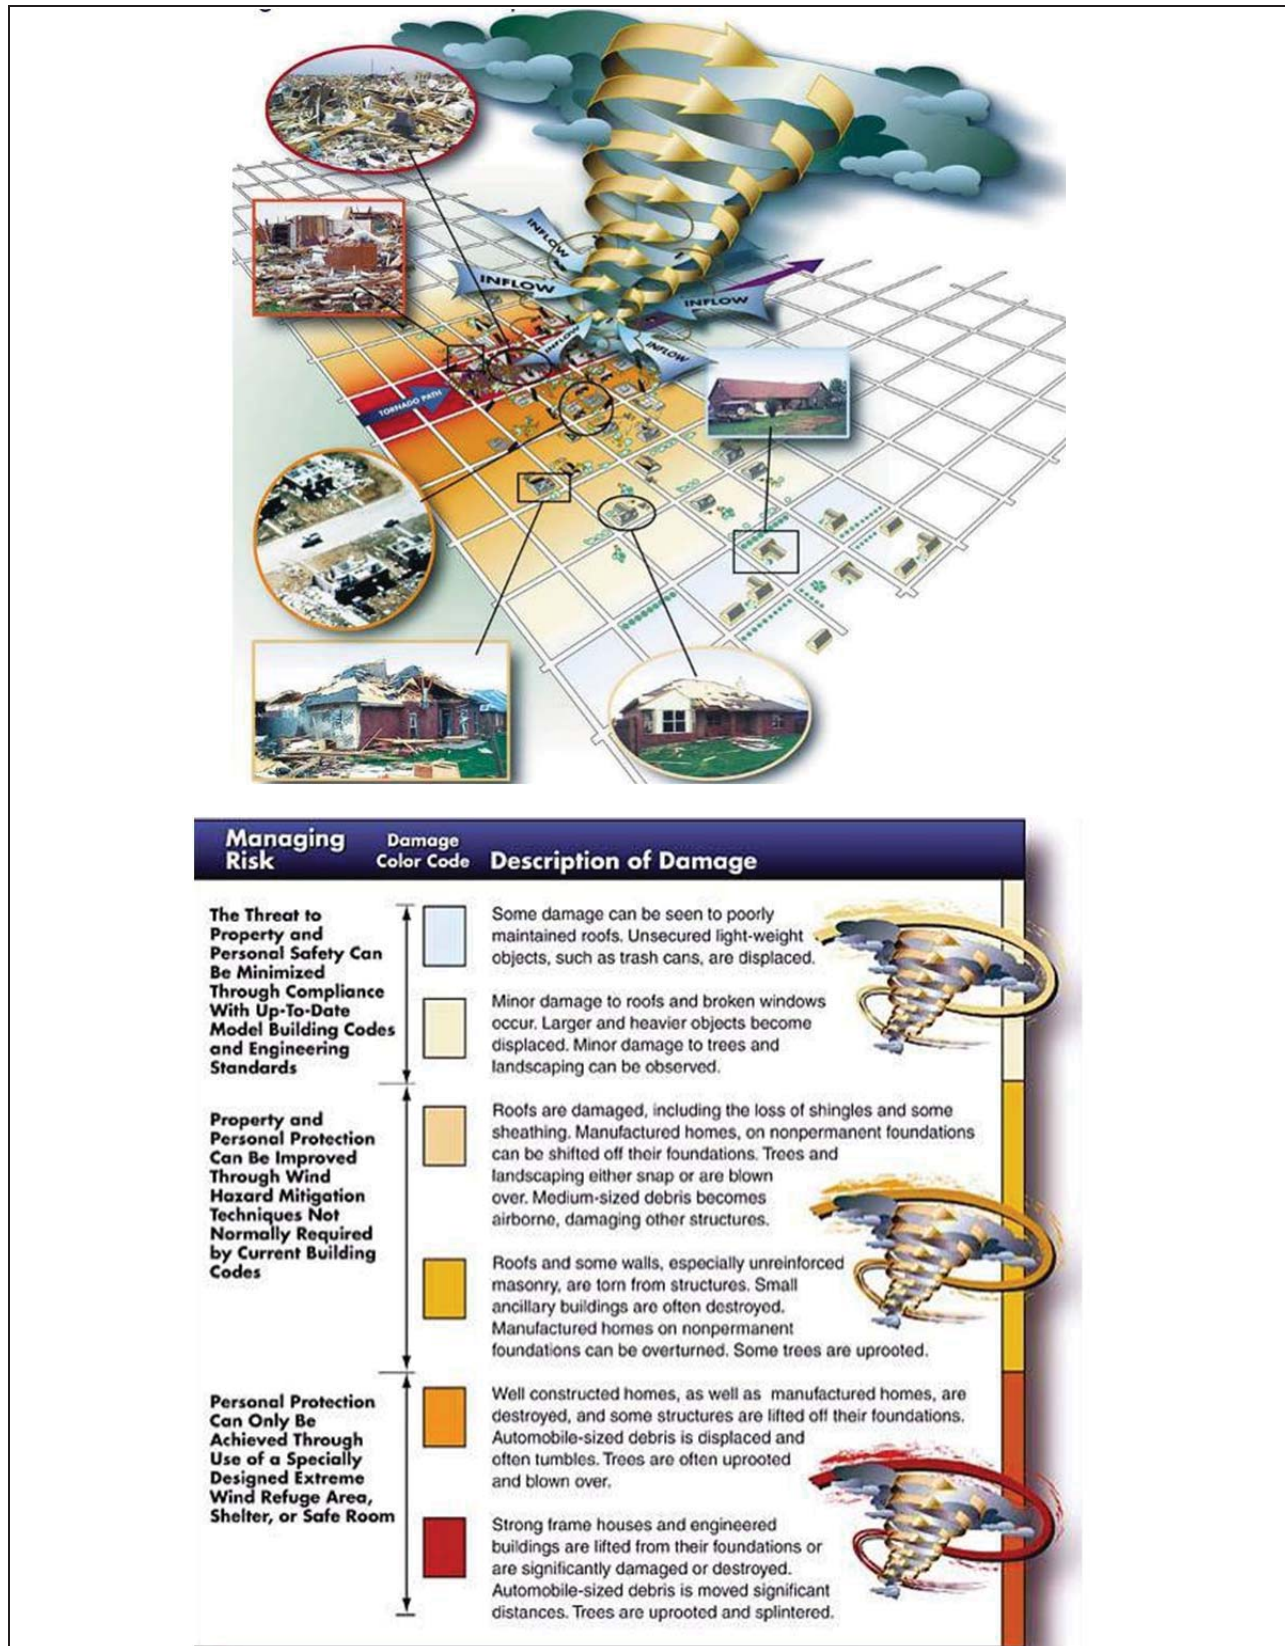 INFLOW
INFLOW
INFLOW
INFLOW
INFLOW
TORNADO PATH
Managing
Risk
Damage
Color Code
Description of Damage
The Threat to
Property and
Personal Safety Can
Be Minimized
Through Compliance
With Up-To-Date
Model Building Codes
and Engineering
Standards
Some damage can be seen to poorly
maintained roofs. Unsecured light-weight
objects, such as trash cans, are displaced.
Minor damage to roofs and broken windows
occur. Larger and heavier objects become
displaced. Minor damage to trees and
landscaping can be observed.
Property and
Personal Protection
Can Be Improved
Through Wind
Hazard Mitigation
Techniques Not
Normally Required
by Current Building
Codes
Roofs are damaged, including the loss of shingles and some
sheathing. Manufactured homes, on nonpermanent foundations
can be shifted off their foundations. Trees and
landscaping either snap or are blown
over. Medium-sized debris becomes
airborne, damaging other structures.
Roofs and some walls, especially unreinforced
masonry, are torn from structures. Small
ancillary buildings are often destroyed.
Manufactured homes on nonpermanent
foundations can be overturned. Some trees are uprooted.
Personal Protection
Can Only Be
Achieved Through
Use of a Specially
Designed Extreme
Wind Refuge Area,
Shelter, or Safe Room
Well constructed homes, as well as manufactured homes, are
destroyed, and some structures are lifted off their foundations.
Automobile-sized debris is displaced and
often tumbles. Trees are often uprooted
and blown over.
Strong frame houses and engineered
buildings are lifted from their foundations or
are significantly damaged or destroyed.
Automobile-sized debris is moved significant
distances. Trees are uprooted and splintered.